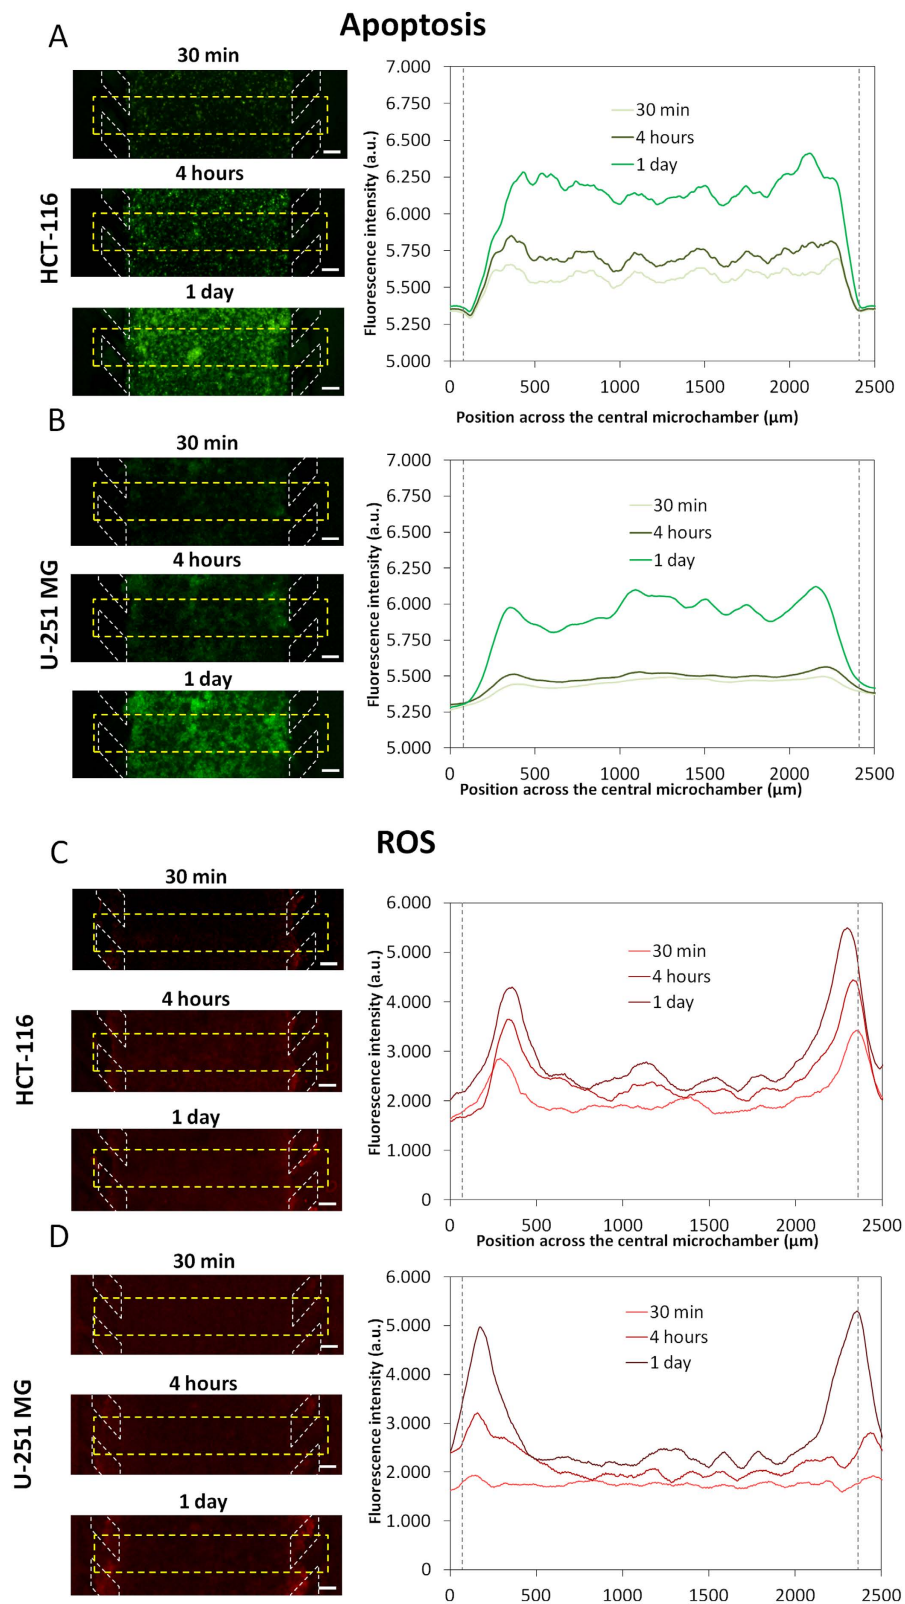 Apoptosis
A
HCT-116
30 min
4 hours
1 day
Fluorescence intensity (a.u.)
7.000
6.750
6.500
6.250
6.000
5.750
5.500
5.250
5.000
30 min
4 hours
1 day
0 500 1000 1500 2000 2500
Position across the central microchamber (µm)
B
U-251 MG
30 min
4 hours
1 day
Fluorescence intensity (a.u.)
7.000
6.750
6.500
6.250
6.000
5.750
5.500
5.250
5.000
30 min
4 hours
1 day
0 500 1000 1500 2000 2500
Position across the central microchamber (µm)
ROS
C
HCT-116
30 min
4 hours
1 day
Fluorescence intensity (a.u.)
6.000
5.000
4.000
3.000
2.000
1.000
0
30 min
4 hours
1 day
0 500 1000 1500 2000 2500
Position across the central microchamber (µm)
D
U-251 MG
30 min
4 hours
1 day
Fluorescence intensity (a.u.)
6.000
5.000
4.000
3.000
2.000
1.000
0
30 min
4 hours
1 day
0 500 1000 1500 2000 2500